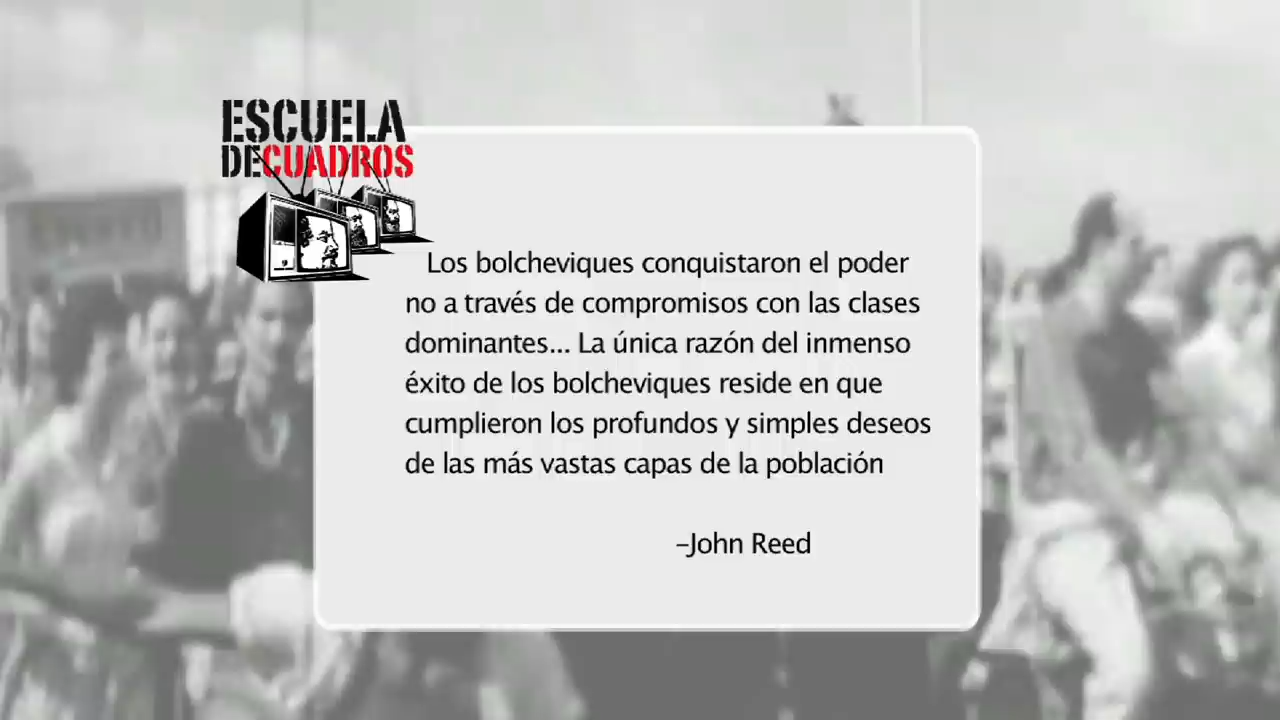 ESCUELA
DECUADROS
Los bolcheviques conquistaron el poder
no a través de compromisos con las clases
dominantes... La única razón del inmenso
éxito de los bolcheviques reside en que
cumplieron los profundos y simples deseos
de las más vastas capas de la población
–John Reed